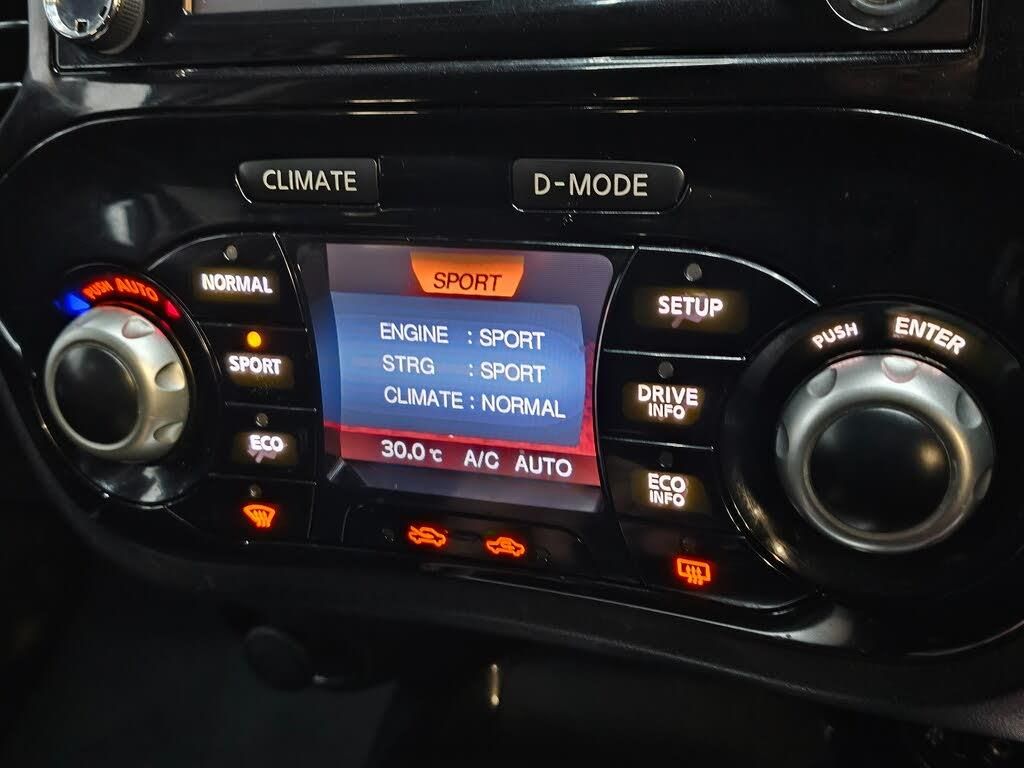 CLIMATE
D-MODE
PUSH AUTO
NORMAL
SPORT
ECO
SPORT
ENGINE : SPORT
STRG : SPORT
CLIMATE : NORMAL
30.0℃ A/C AUTO
SETUP
DRIVE
INFO
ECO
INFO
PUSH ENTER